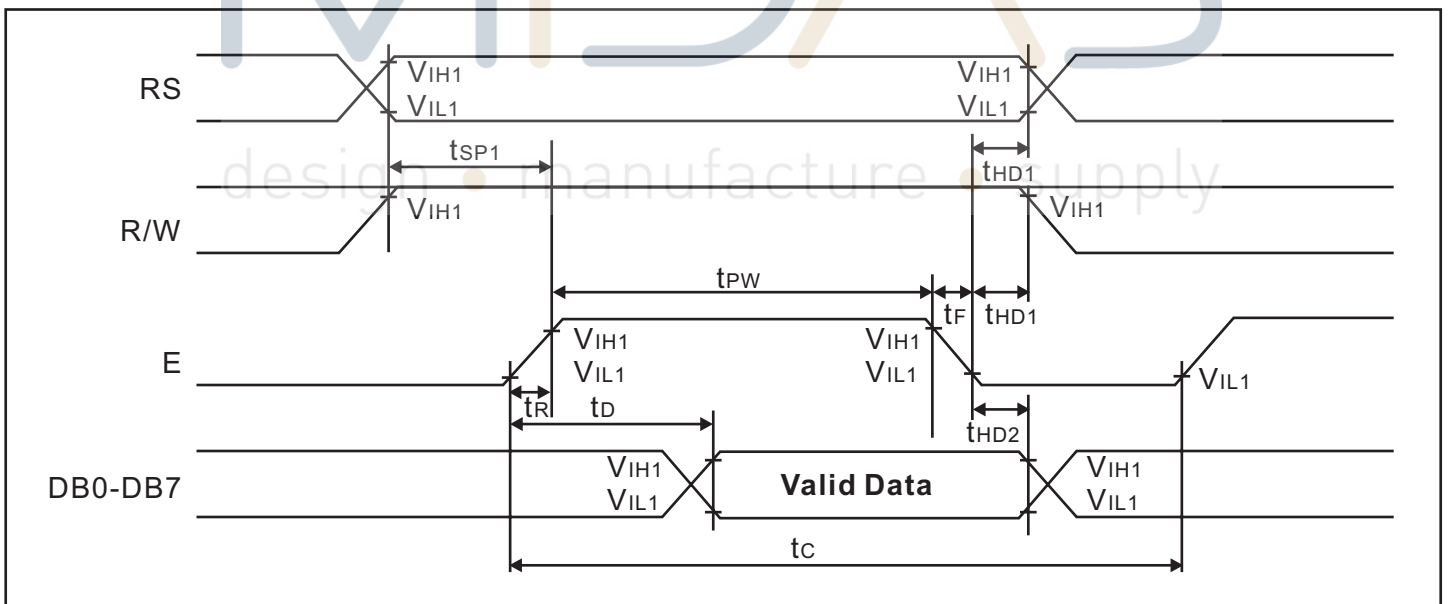 MIDAS
design • manufacture • supply
RS
VIH1
VIL1
VIH1
VIL1
tSP1
tHD1
R/W
VIH1
VIH1
tPW
tF
tHD1
E
VIH1
VIL1
VIH1
VIL1
VIL1
tR
tD
tHD2
DB0-DB7
VIH1
VIL1
Valid Data
VIH1
VIL1
tC